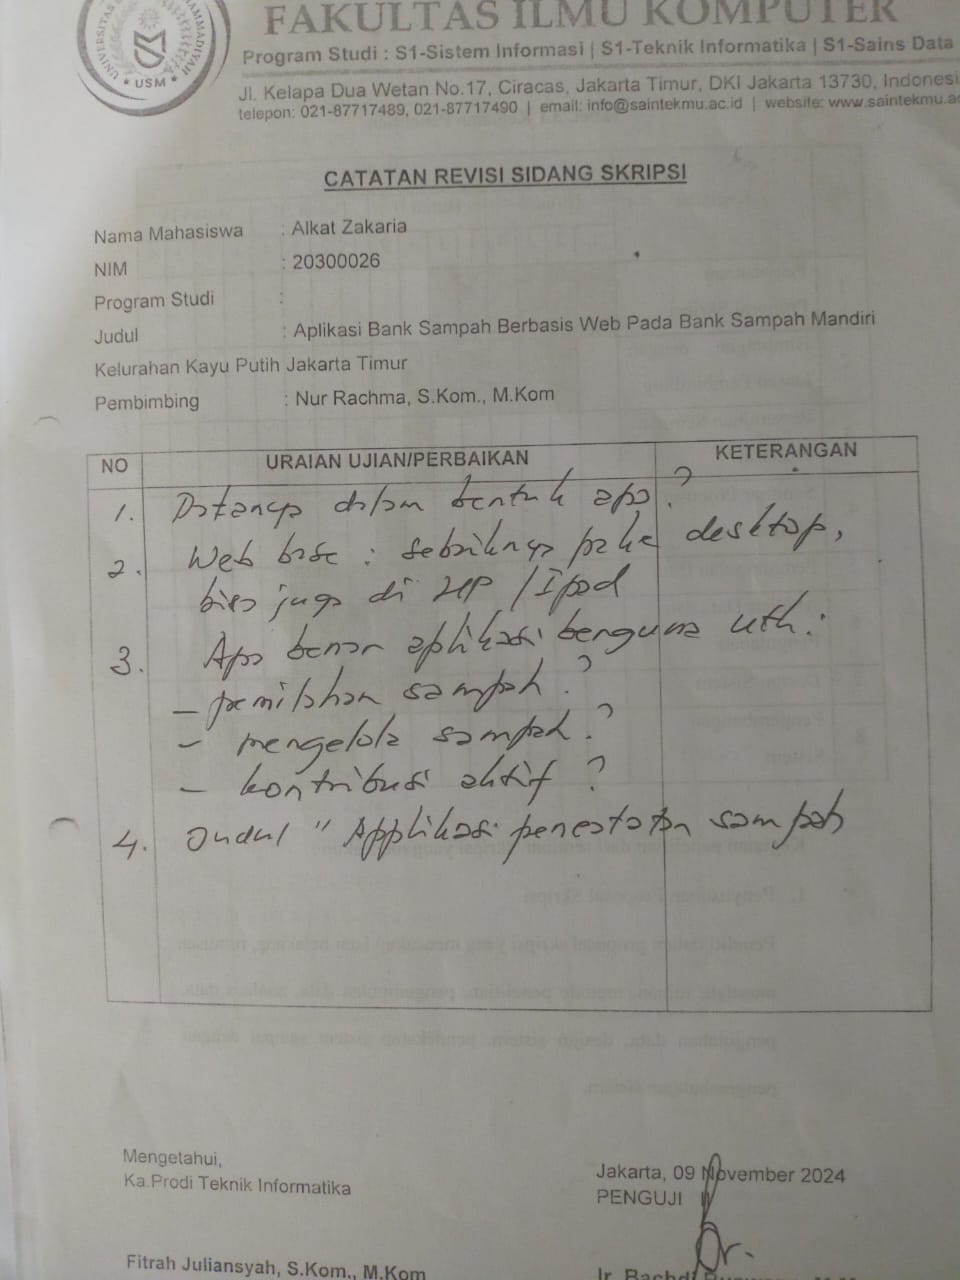 FAKULTAS ILMU KOMPUTER
Program Studi : S1-Sistem Informasi | S1-Teknik Informatika | S1-Sains Data
Jl. Kelapa Dua Wetan No.17, Ciracas, Jakarta Timur, DKI Jakarta 13730, Indonesi
telepon: 021-87717489, 021-87717490 | email: info@saintekmu.ac.id | website: www.saintekmu.ac
USM
CATATAN REVISI SIDANG SKRIPSI
Nama Mahasiswa : Alkat Zakaria
NIM : 20300026
Program Studi :
Judul : Aplikasi Bank Sampah Berbasis Web Pada Bank Sampah Mandiri
Kelurahan Kayu Putih Jakarta Timur
Pembimbing : Nur Rachma, S.Kom., M.Kom
NO URAIAN UJIAN/PERBAIKAN KETERANGAN
1. Datanya dalam bentuk apa?
2. Web base : sebaiknya pake desktop,
bisa juga di HP / Ipad
3. Apa benar aplikasi berguna utk :
- pemilahan sampah ?
- mengelola sampah ?
- kontribusi aktif ?
4. Judul " Applikasi pencatatan sampah
Mengetahui,
Ka.Prodi Teknik Informatika
Jakarta, 09 November 2024
PENGUJI
Fitrah Juliansyah, S.Kom., M.Kom
Ir.